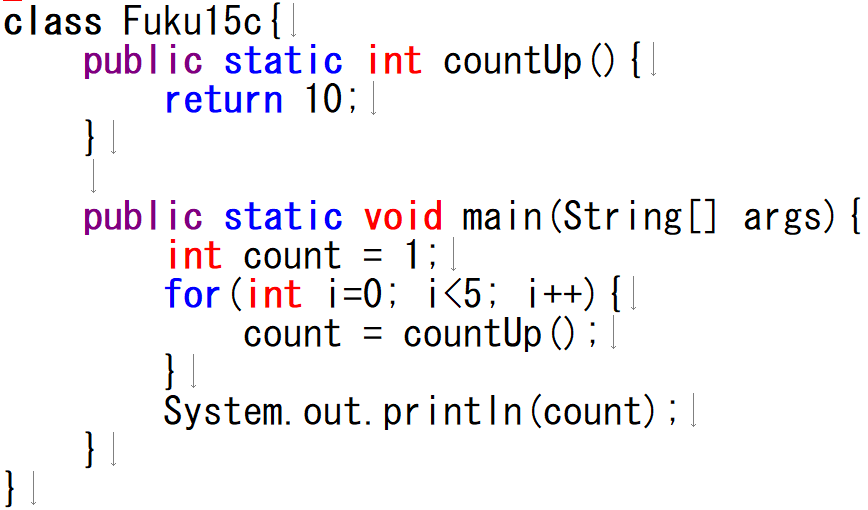 class Fuku15c{
    public static int countUp(){
        return 10;
    }

    public static void main(String[] args){
        int count = 1;
        for(int i=0; i<5; i++){
            count = countUp();
        }
        System.out.println(count);
    }
}